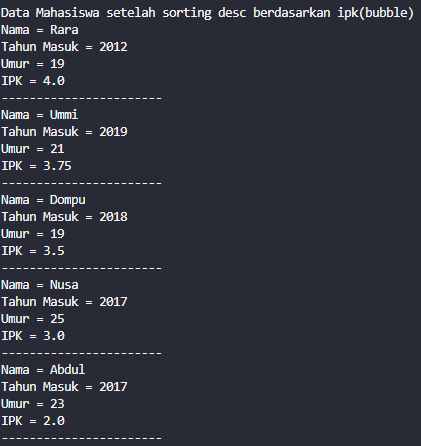 Data Mahasiswa setelah sorting desc berdasarkan ipk(bubble)
Nama = Rara
Tahun Masuk = 2012
Umur = 19
IPK = 4.0
-----------------------
Nama = Ummi
Tahun Masuk = 2019
Umur = 21
IPK = 3.75
-----------------------
Nama = Dompu
Tahun Masuk = 2018
Umur = 19
IPK = 3.5
-----------------------
Nama = Nusa
Tahun Masuk = 2017
Umur = 25
IPK = 3.0
-----------------------
Nama = Abdul
Tahun Masuk = 2017
Umur = 23
IPK = 2.0
-----------------------